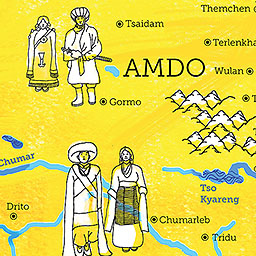 Themchen
Tsaidam
Terlenkha
AMDO
Wulan
Gormo
Chumar
Tso
Kyareng
Drito
Chumarleb
Tridu